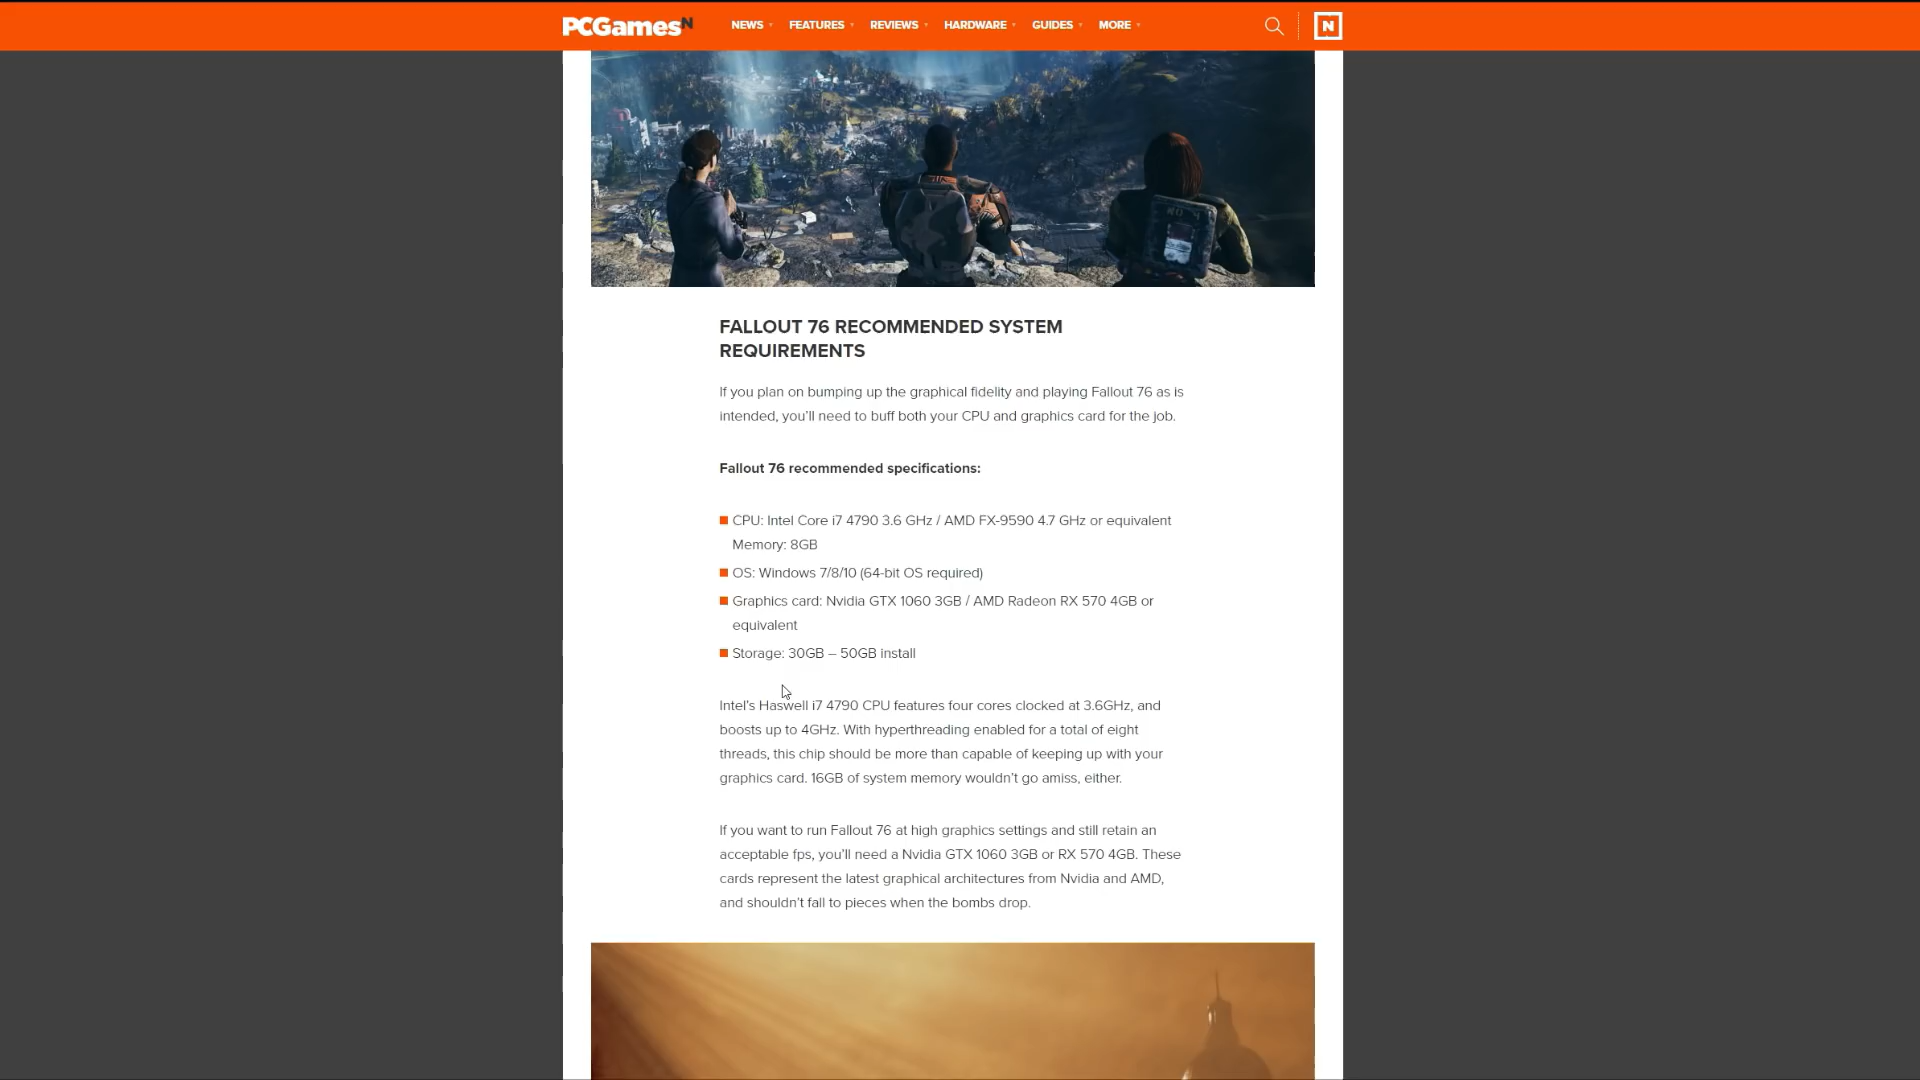 PCGamesN NEWS FEATURES REVIEWS HARDWARE GUIDES MORE N
FALLOUT 76 RECOMMENDED SYSTEM
REQUIREMENTS
If you plan on bumping up the graphical fidelity and playing Fallout 76 as is
intended, you'll need to buff both your CPU and graphics card for the job.
Fallout 76 recommended specifications:
CPU: Intel Core i7 4790 3.6 GHz / AMD FX-9590 4.7 GHz or equivalent
Memory: 8GB
OS: Windows 7/8/10 (64-bit OS required)
Graphics card: Nvidia GTX 1060 3GB / AMD Radeon RX 570 4GB or
equivalent
Storage: 30GB – 50GB install
Intel's Haswell i7 4790 CPU features four cores clocked at 3.6GHz, and
boosts up to 4GHz. With hyperthreading enabled for a total of eight
threads, this chip should be more than capable of keeping up with your
graphics card. 16GB of system memory wouldn't go amiss, either.
If you want to run Fallout 76 at high graphics settings and still retain an
acceptable fps, you'll need a Nvidia GTX 1060 3GB or RX 570 4GB. These
cards represent the latest graphical architectures from Nvidia and AMD,
and shouldn't fall to pieces when the bombs drop.